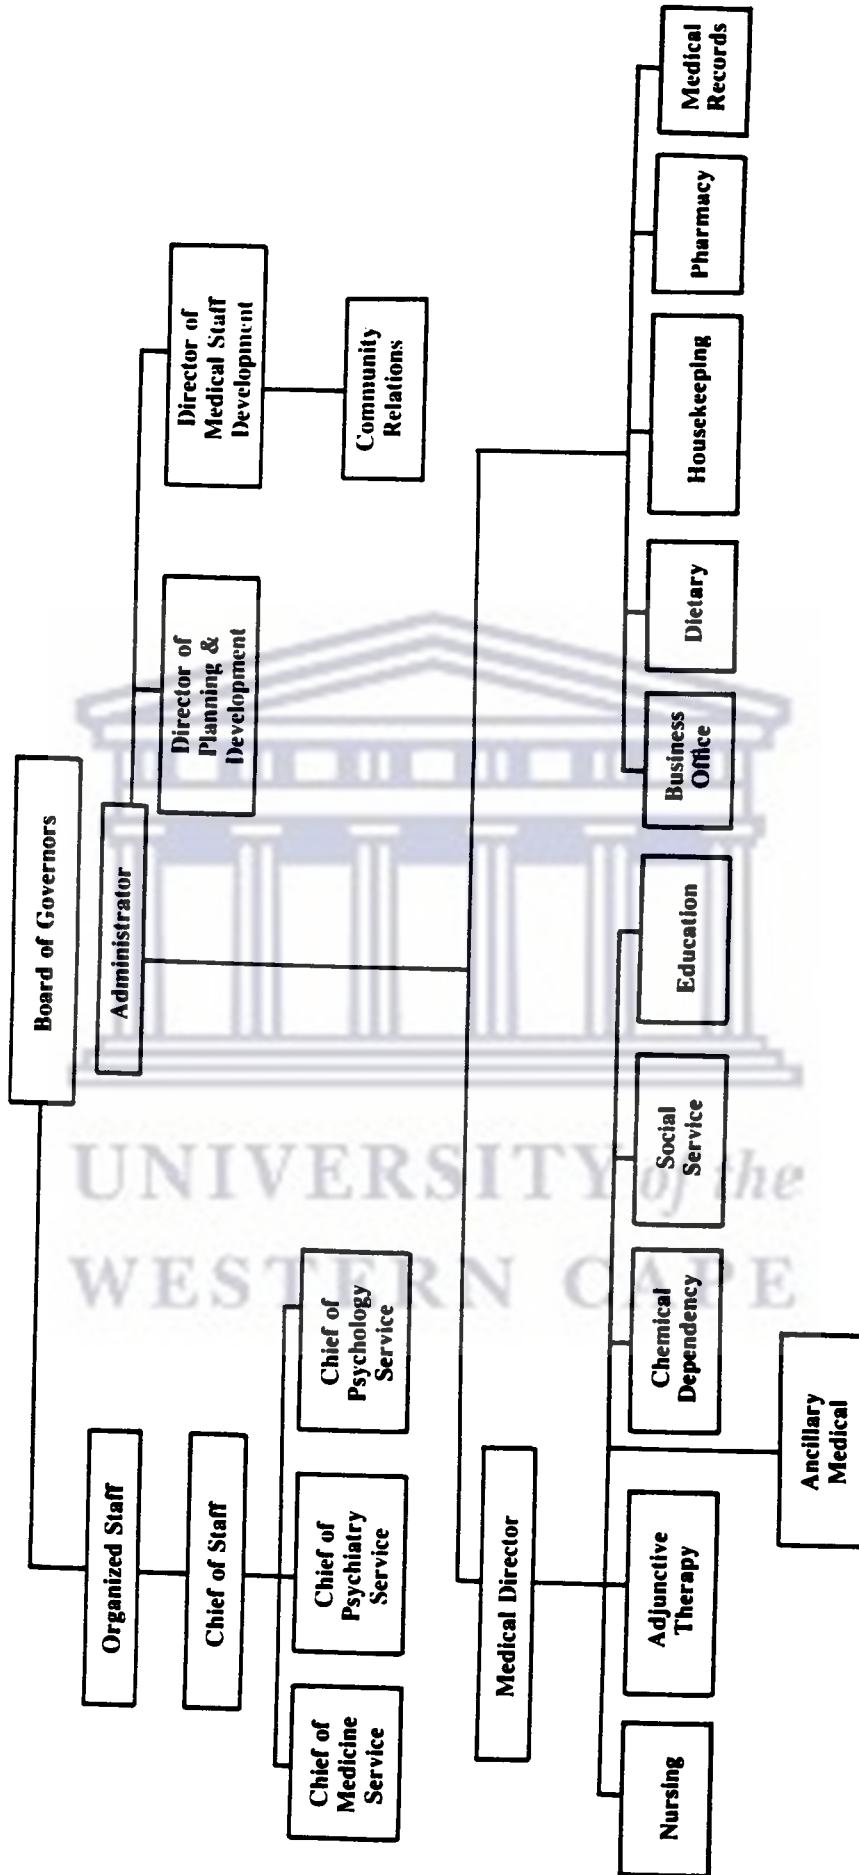 Board of Governors
Administrator
Organized Staff
Chief of Staff
Chief of
Medicine
Service
Chief of
Psychiatry
Service
Chief of
Psychology
Service
Director of
Planning &
Development
Director of
Medical Staff
Development
Community
Relations
Medical Director
Nursing
Adjunctive
Therapy
Chemical
Dependency
Social
Service
Education
Ancillary
Medical
Business
Office
Dietary
Housekeeping
Pharmacy
Medical
Records
UNIVERSITY of the
WESTERN CAPE